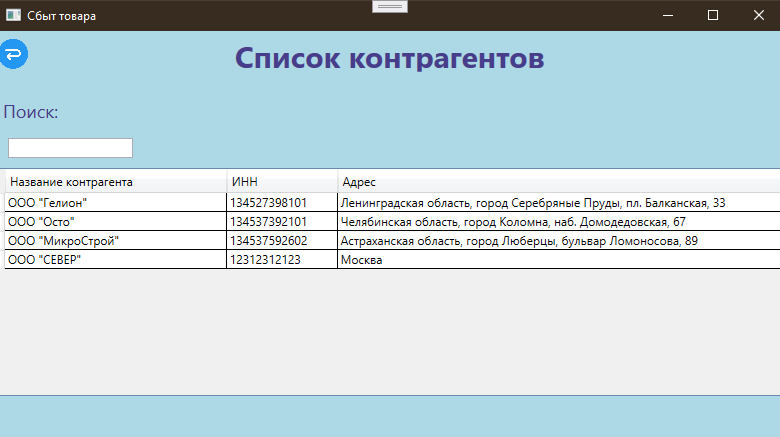 Сбыт товара
Список контрагентов
Поиск:
Название контрагента ИНН Адрес
ООО "Гелион" 134527398101 Ленинградская область, город Серебряные Пруды, пл. Балканская, 33
ООО "Осто" 134537392101 Челябинская область, город Коломна, наб. Домодедовская, 67
ООО "МикроСтрой" 134537592602 Астраханская область, город Люберцы, бульвар Ломоносова, 89
ООО "СЕВЕР" 12312312123 Москва